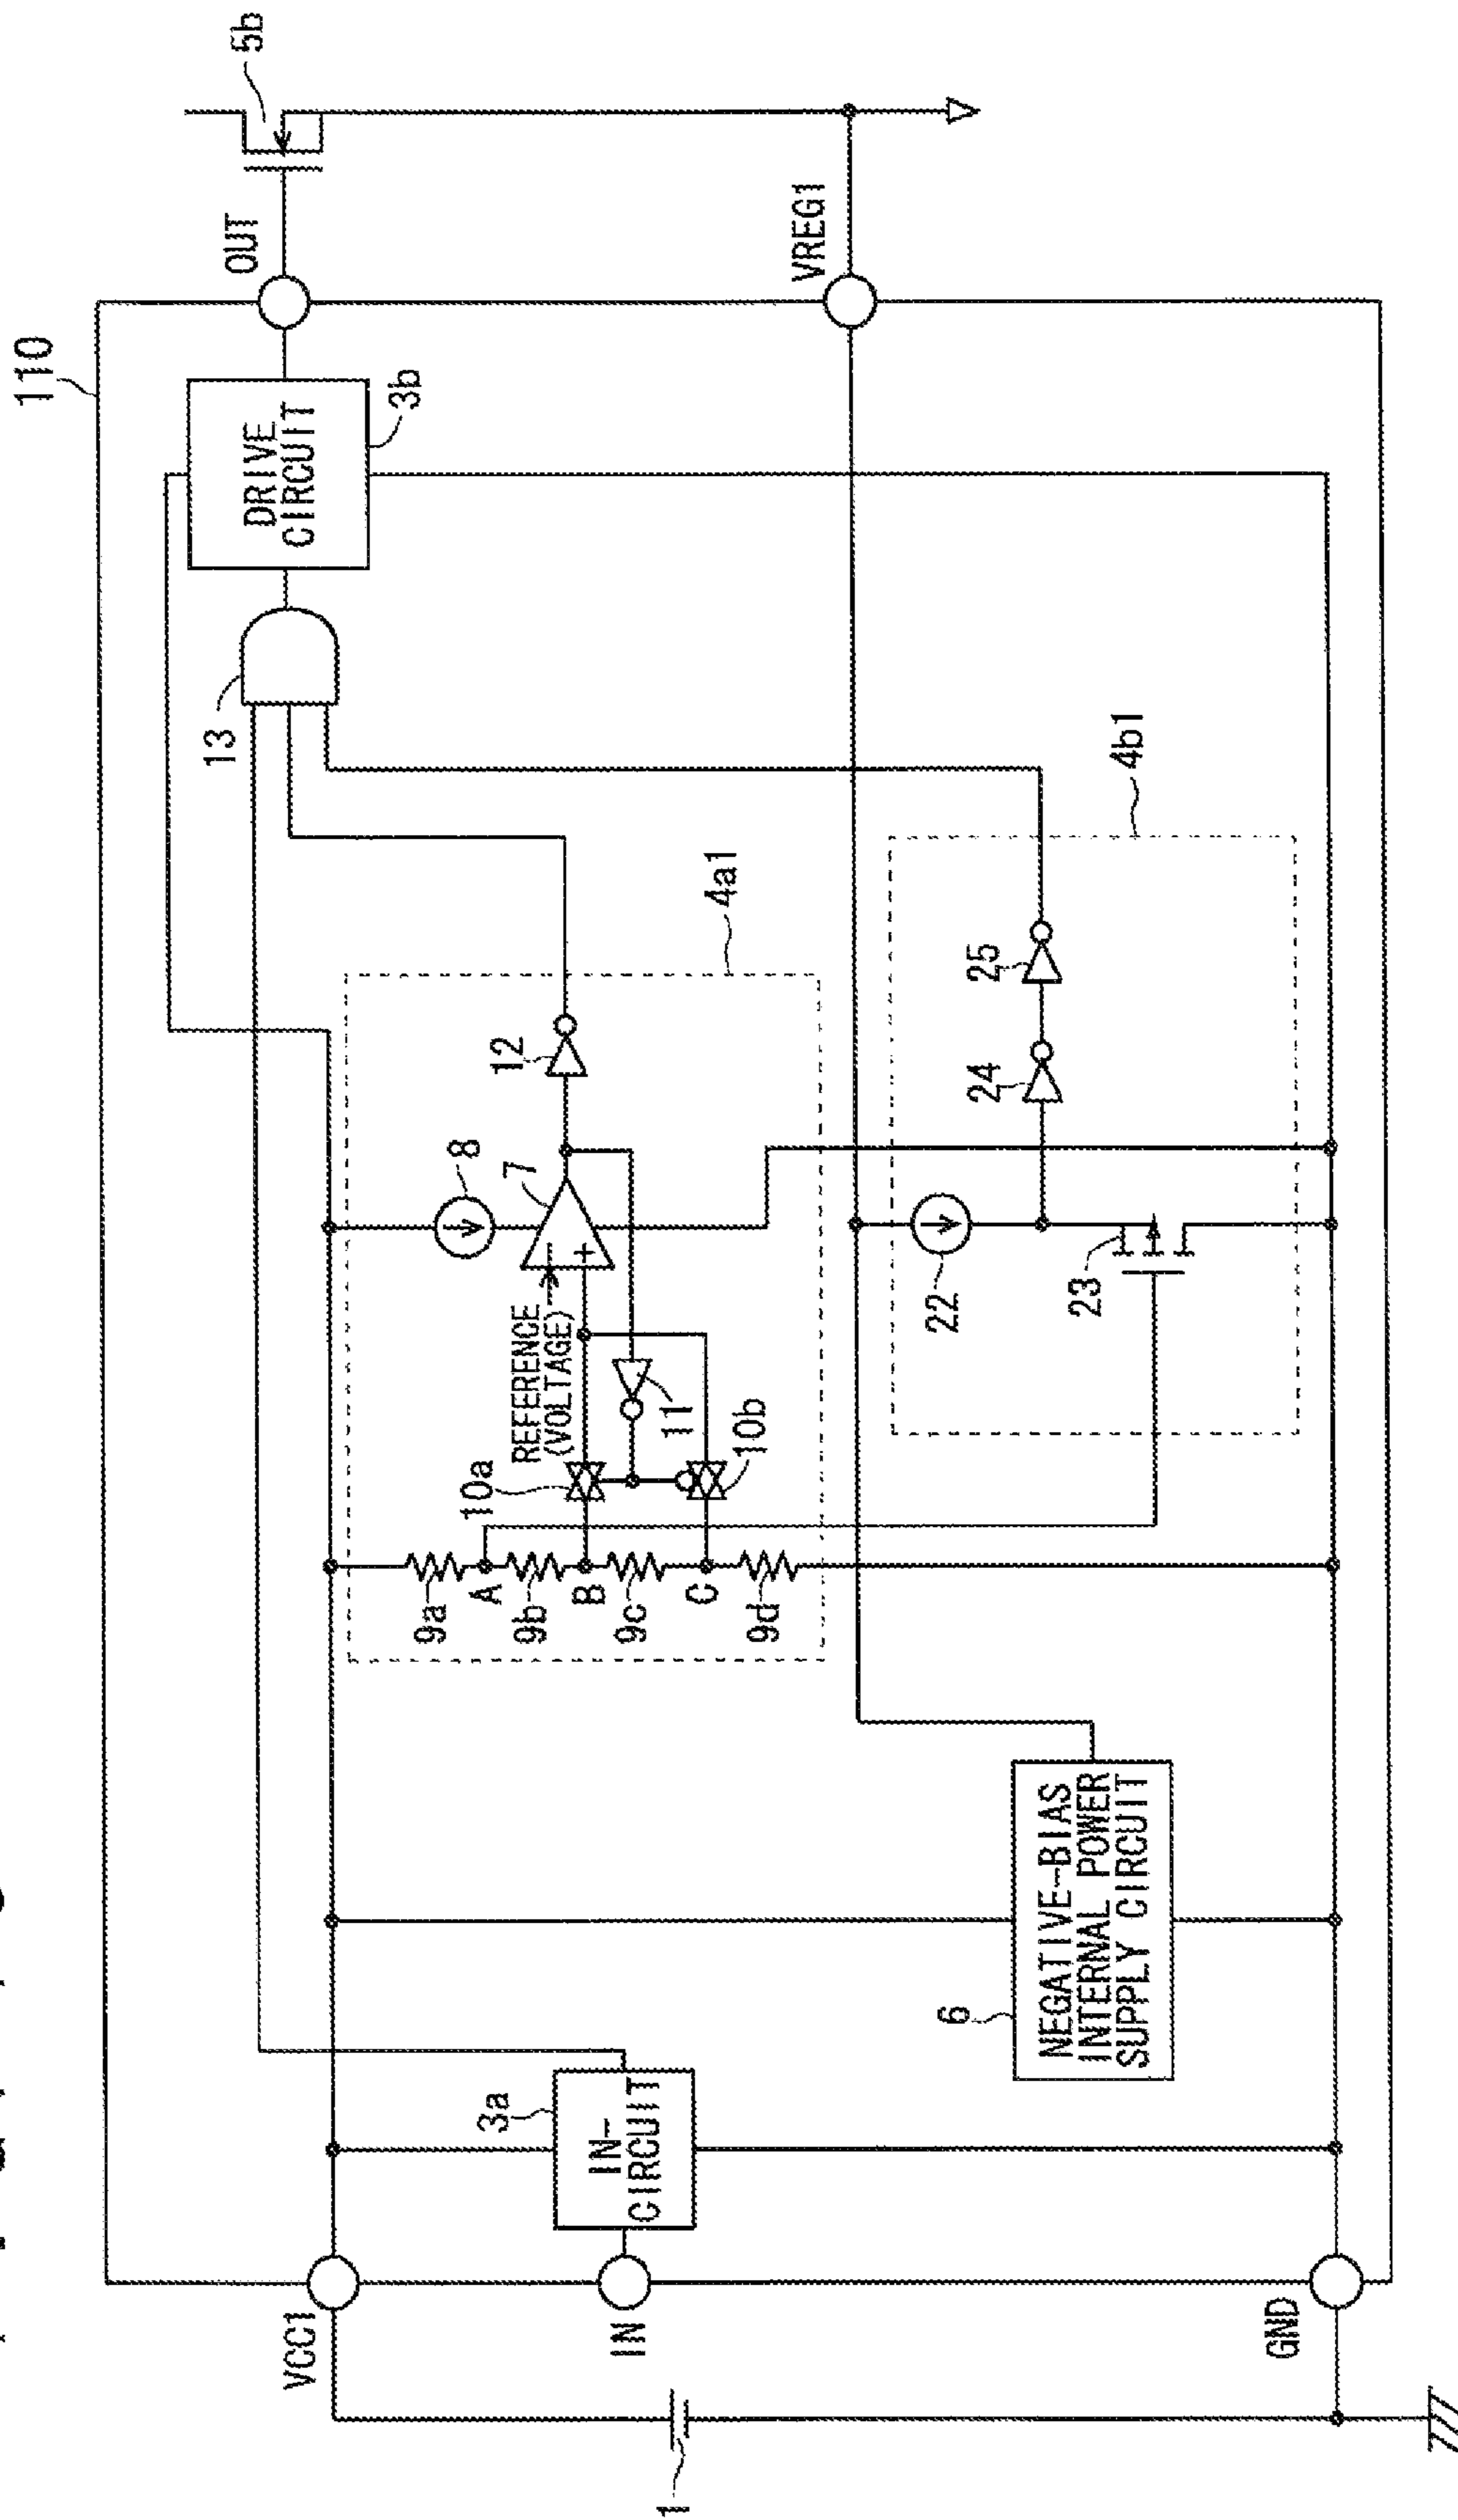 110
VCC1
IN
GND
1
3a
IN-
CIRCUIT
6
NEGATIVE-BIAS
INTERNAL POWER
SUPPLY CIRCUIT
9a
A
9b
B
9c
C
9d
10a
10b
11
REFERENCE
(VOLTAGE)
-
+
7
8
12
4a1
22
23
24
25
4b1
13
DRIVE
CIRCUIT
3b
OUT
5b
VREG1